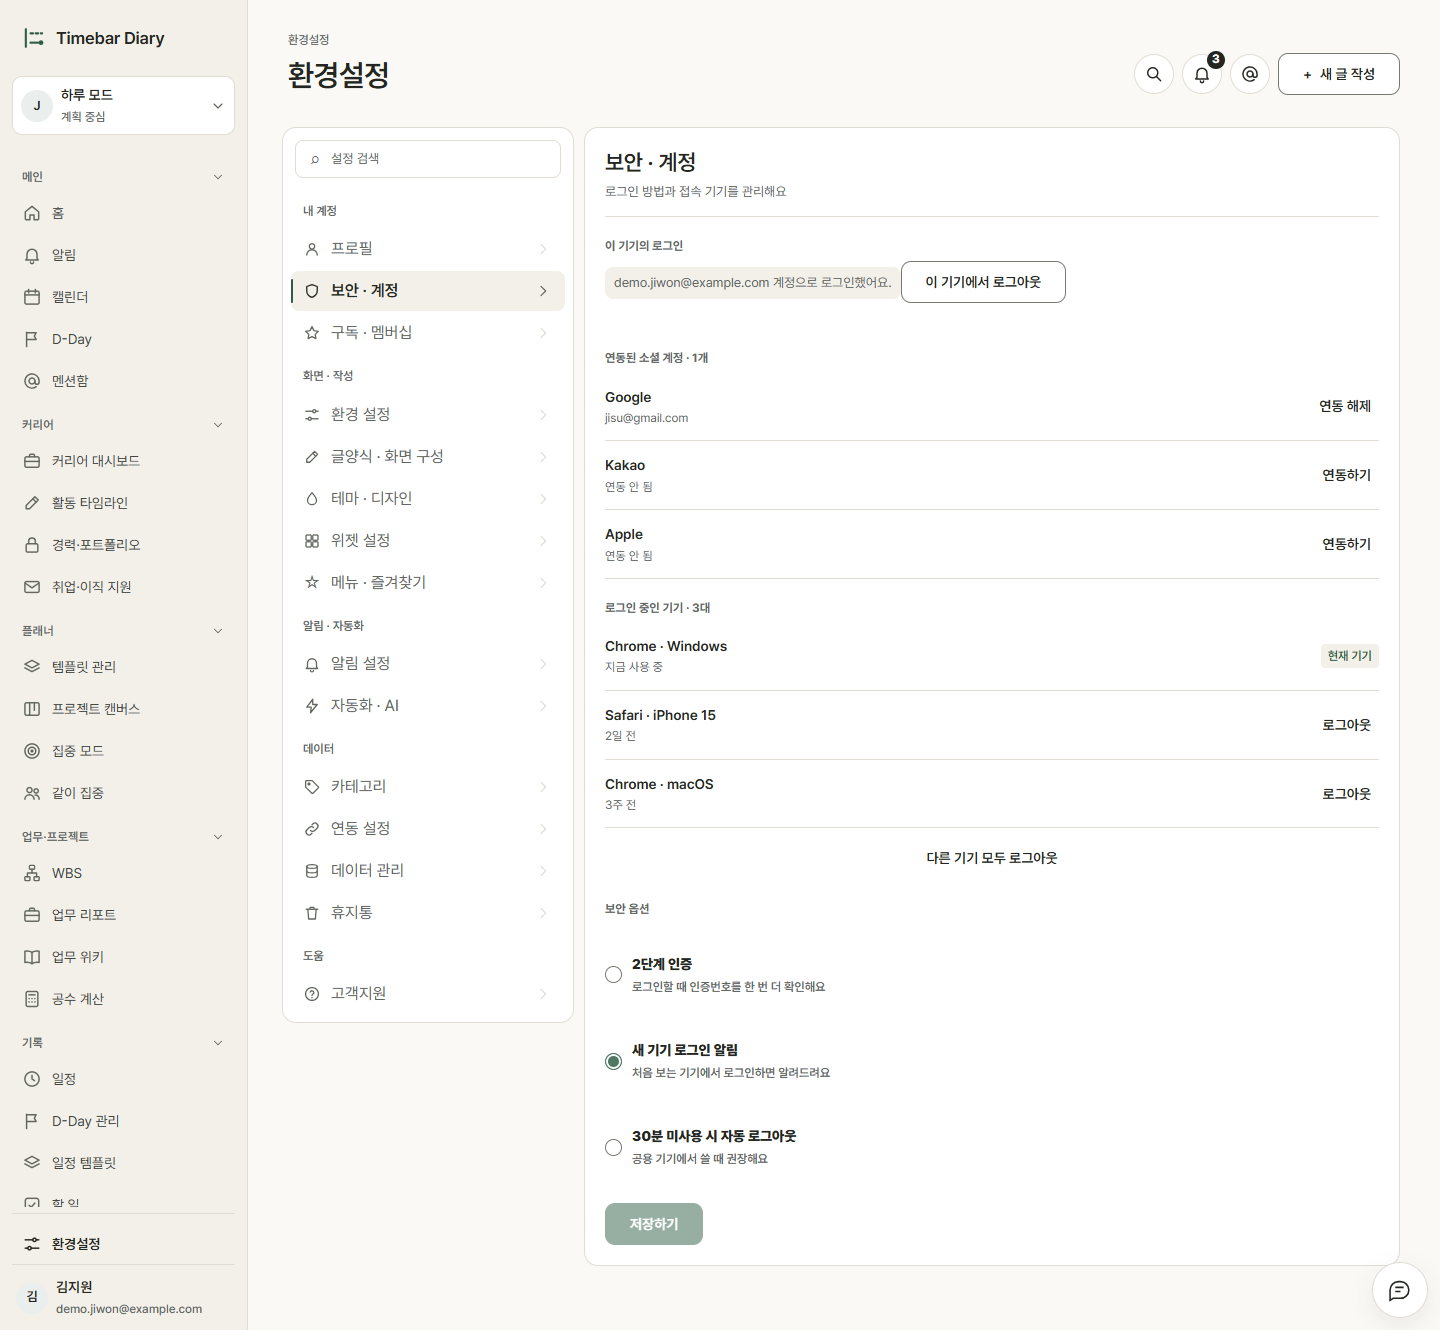 Timebar Diary
J
하루 모드
계획 중심
메인
홈
알림
캘린더
D-Day
멘션함
커리어
커리어 대시보드
활동 타임라인
경력·포트폴리오
취업·이직 지원
플래너
템플릿 관리
프로젝트 캔버스
집중 모드
같이 집중
업무·프로젝트
WBS
업무 리포트
업무 위키
공수 계산
기록
일정
D-Day 관리
일정 템플릿
할 일
환경설정
김
김지원
demo.jiwon@example.com
환경설정
환경설정
3
+ 새 글 작성
설정 검색
내 계정
프로필
보안 · 계정
구독 · 멤버십
화면 · 작성
환경 설정
글양식 · 화면 구성
테마 · 디자인
위젯 설정
메뉴 · 즐겨찾기
알림 · 자동화
알림 설정
자동화 · AI
데이터
카테고리
연동 설정
데이터 관리
휴지통
도움
고객지원
보안 · 계정
로그인 방법과 접속 기기를 관리해요
이 기기의 로그인
demo.jiwon@example.com 계정으로 로그인했어요.
이 기기에서 로그아웃
연동된 소셜 계정 · 1개
Google
jisu@gmail.com
연동 해제
Kakao
연동 안 됨
연동하기
Apple
연동 안 됨
연동하기
로그인 중인 기기 · 3대
Chrome · Windows
지금 사용 중
현재 기기
Safari · iPhone 15
2일 전
로그아웃
Chrome · macOS
3주 전
로그아웃
다른 기기 모두 로그아웃
보안 옵션
2단계 인증
로그인할 때 인증번호를 한 번 더 확인해요
새 기기 로그인 알림
처음 보는 기기에서 로그인하면 알려드려요
30분 미사용 시 자동 로그아웃
공용 기기에서 쓸 때 권장해요
저장하기